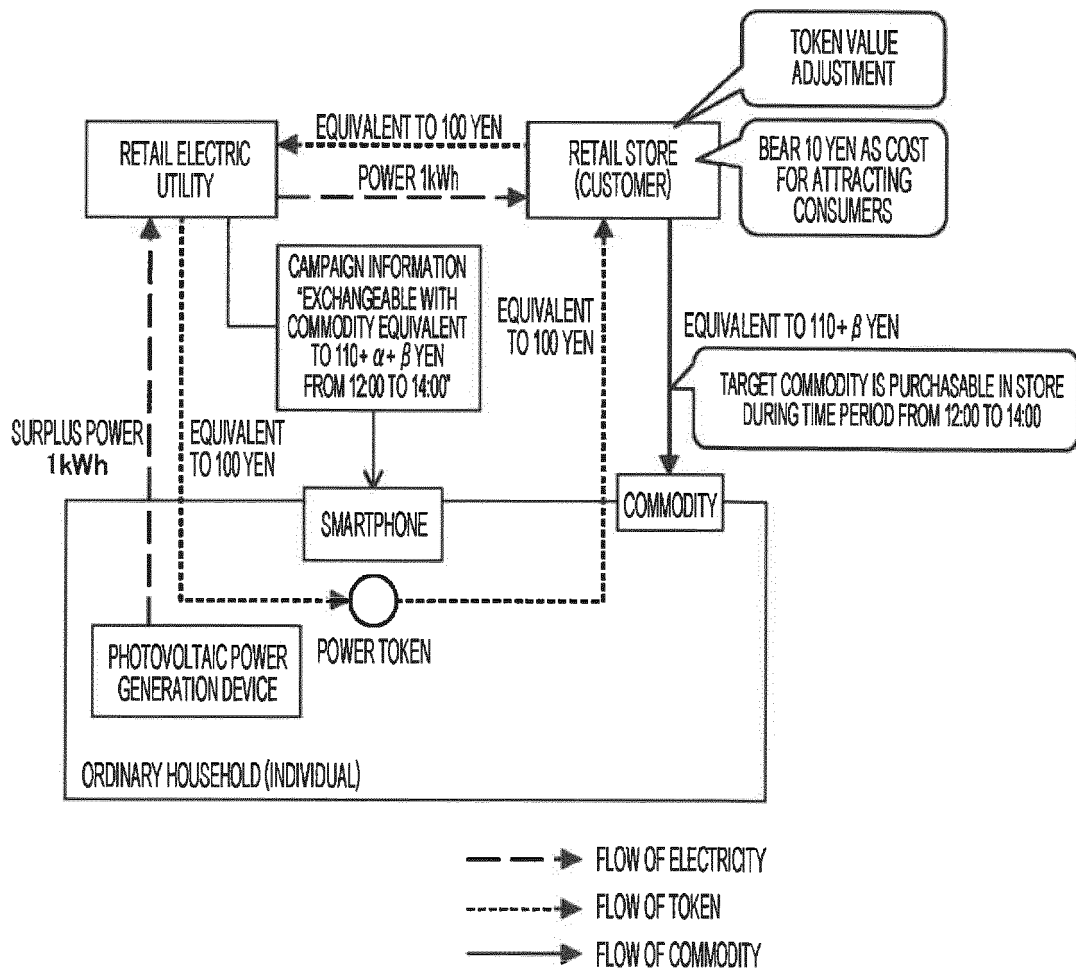 TOKEN VALUE
ADJUSTMENT
EQUIVALENT TO 100 YEN
RETAIL ELECTRIC
UTILITY
POWER 1kWh
RETAIL STORE
(CUSTOMER)
BEAR 10 YEN AS COST
FOR ATTRACTING
CONSUMERS
CAMPAIGN INFORMATION
"EXCHANGEABLE WITH
COMMODITY EQUIVALENT
TO 110+ α + β YEN
FROM 12:00 TO 14:00"
EQUIVALENT
TO 100 YEN
EQUIVALENT TO 110+ β YEN
TARGET COMMODITY IS PURCHASABLE IN STORE
DURING TIME PERIOD FROM 12:00 TO 14:00
SURPLUS POWER
1kWh
EQUIVALENT
TO 100 YEN
SMARTPHONE
COMMODITY
POWER TOKEN
PHOTOVOLTAIC POWER
GENERATION DEVICE
ORDINARY HOUSEHOLD (INDIVIDUAL)
FLOW OF ELECTRICITY
FLOW OF TOKEN
FLOW OF COMMODITY